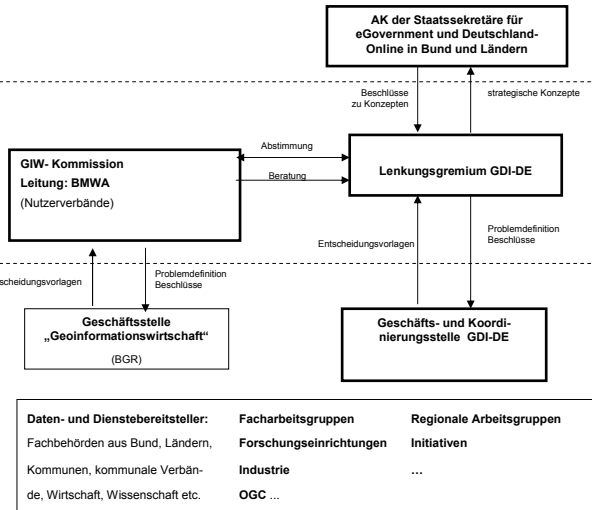 AK der Staatssekretäre für
eGovernment und Deutschland-
Online in Bund und Ländern
Beschlüsse
zu Konzepten
strategische Konzepte
Abstimmung
GIW- Kommission
Leitung: BMWA
(Nutzerverbände)
Beratung
Lenkungsgremium GDI-DE
Entscheidungsvorlagen
Problemdefinition
Beschlüsse
scheidungsvorlagen
Problemdefinition
Beschlüsse
Geschäftsstelle
„Geoinformationswirtschaft“
(BGR)
Geschäfts- und Koordi-
nierungsstelle GDI-DE
Daten- und Dienstebereitsteller:
Fachbehörden aus Bund, Ländern,
Kommunen, kommunale Verbän-
de, Wirtschaft, Wissenschaft etc.
Facharbeitsgruppen
Forschungseinrichtungen
Industrie
OGC ...
Regionale Arbeitsgruppen
Initiativen
...